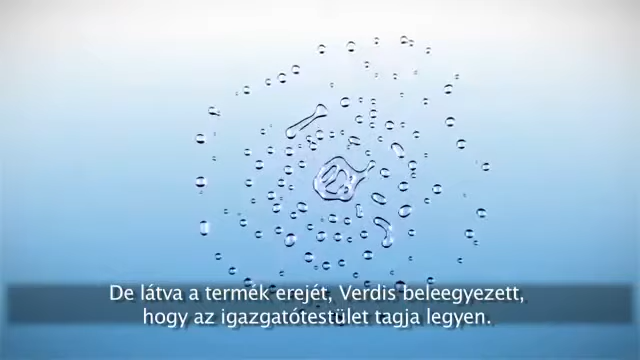 De látva a termék erejét, Verdis beleegyezett,
hogy az igazgatótestület tagja legyen.